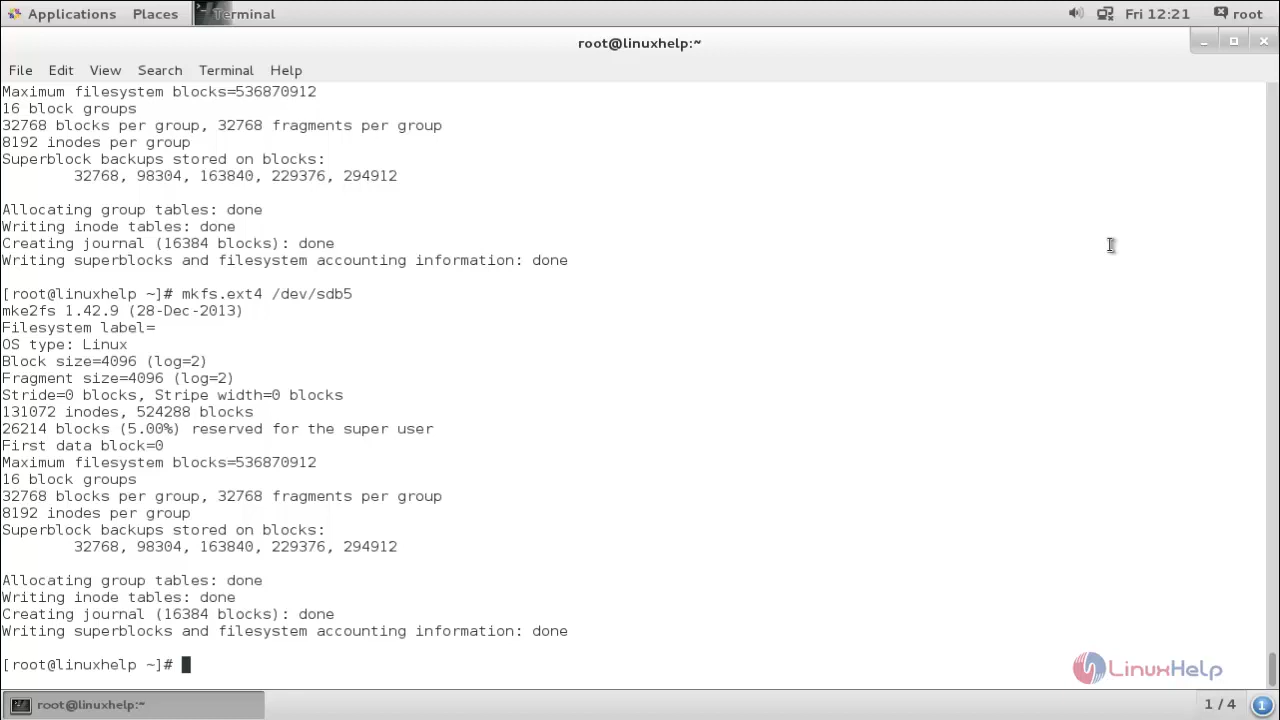 Applications Places Terminal Fri 12:21 root
root@linuxhelp:~
File Edit View Search Terminal Help
Maximum filesystem blocks=536870912
16 block groups
32768 blocks per group, 32768 fragments per group
8192 inodes per group
Superblock backups stored on blocks:
32768, 98304, 163840, 229376, 294912
Allocating group tables: done
Writing inode tables: done
Creating journal (16384 blocks): done
Writing superblocks and filesystem accounting information: done
[root@linuxhelp ~]# mkfs.ext4 /dev/sdb5
mke2fs 1.42.9 (28-Dec-2013)
Filesystem label=
OS type: Linux
Block size=4096 (log=2)
Fragment size=4096 (log=2)
Stride=0 blocks, Stripe width=0 blocks
131072 inodes, 524288 blocks
26214 blocks (5.00%) reserved for the super user
First data block=0
Maximum filesystem blocks=536870912
16 block groups
32768 blocks per group, 32768 fragments per group
8192 inodes per group
Superblock backups stored on blocks:
32768, 98304, 163840, 229376, 294912
Allocating group tables: done
Writing inode tables: done
Creating journal (16384 blocks): done
Writing superblocks and filesystem accounting information: done
[root@linuxhelp ~]#
LinuxHelp
root@linuxhelp:~ 1 / 4 1